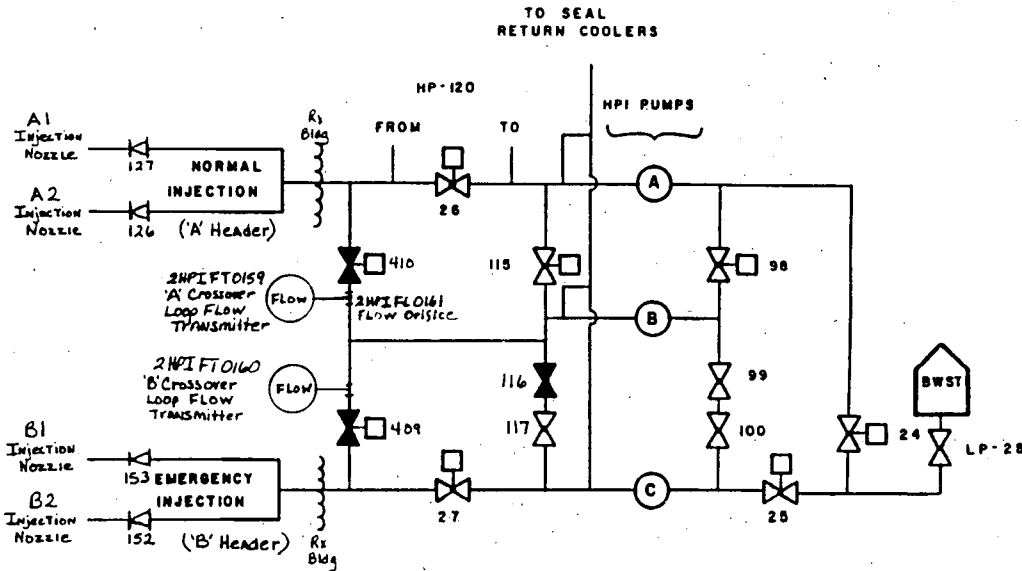 TO SEAL
RETURN COOLERS
HP-120
HPI PUMPS
FROM
TO
A1
Injection
Nozzle
127
Rx
Bldg
NORMAL
INJECTION
A2
Injection
Nozzle
126
('A' Header)
26
A
410
115
98
2HPIFT0159
'A' Crossover
Loop Flow
Transmitter
FLOW
2HPIFL0161
Flow Orifice
B
2HPIFT0160
'B' Crossover
Loop Flow
Transmitter
FLOW
116
99
BWST
409
117
100
24
LP-28
B1
Injection
Nozzle
153
EMERGENCY
INJECTION
B2
Injection
Nozzle
152
('B' Header)
Rx
Bldg
27
C
25